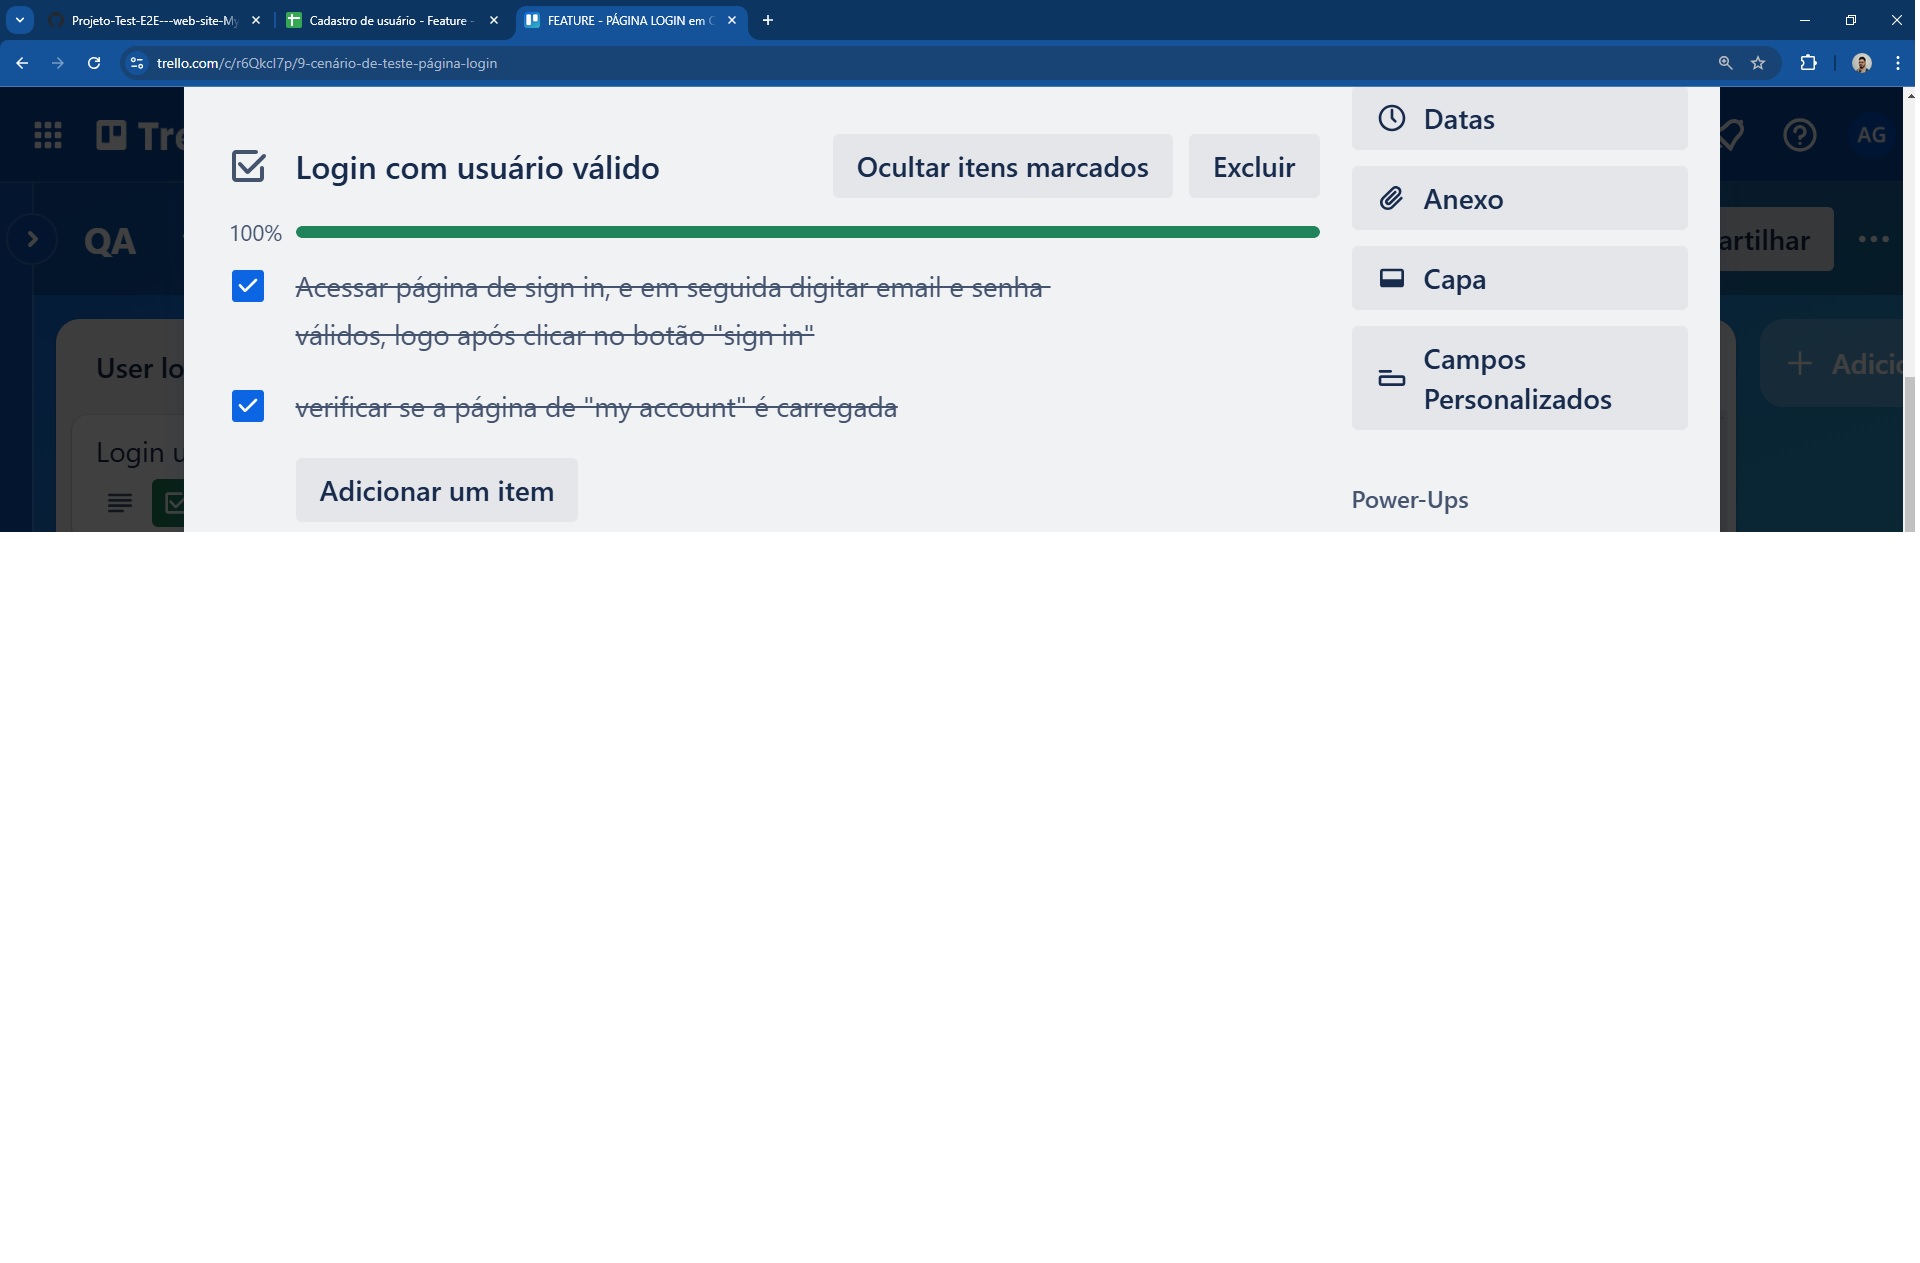 Projeto-Test-E2E---web-site-My
Cadastro de usuário - Feature -
FEATURE - PÁGINA LOGIN em C
trello.com/c/r6Qkcl7p/9-cenário-de-teste-página-login
Tre
AG
QA
artilhar
User lo
Adicio
Login u
Login com usuário válido
Ocultar itens marcados
Excluir
100%
Acessar página de sign in, e em seguida digitar email e senha
válidos, logo após clicar no botão "sign in"
verificar se a página de "my account" é carregada
Adicionar um item
Datas
Anexo
Capa
Campos
Personalizados
Power-Ups